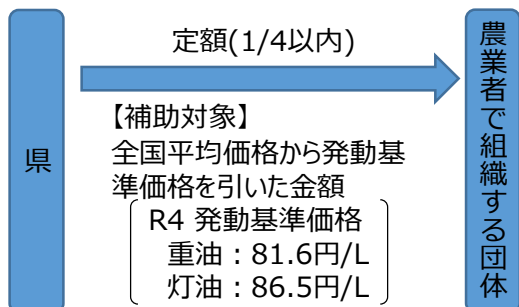 県
定額(1/4以内)
【補助対象】
全国平均価格から発動基
準価格を引いた金額
R4 発動基準価格
重油：81.6円/L
灯油：86.5円/L
農業者で組織する団体